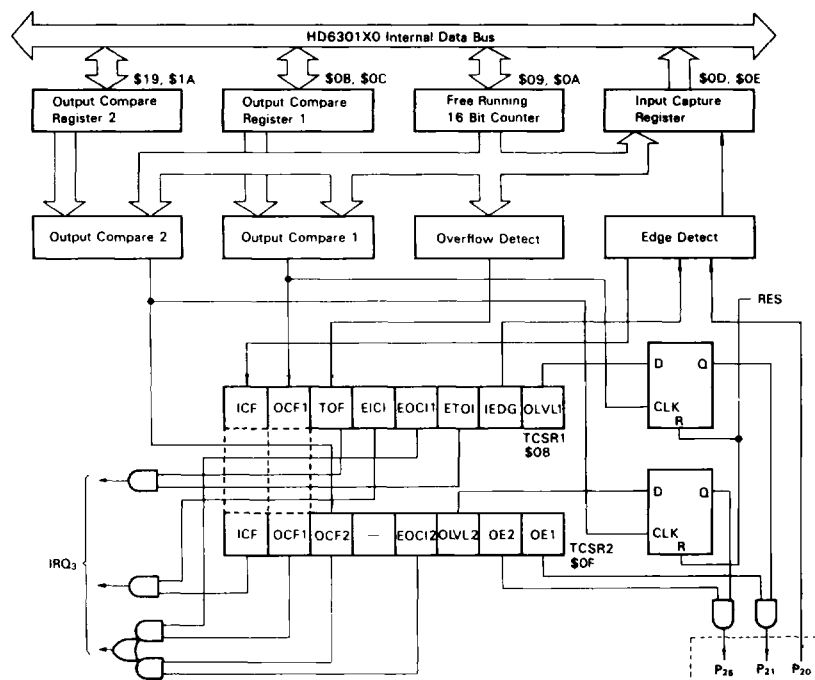 HD6301X0 Internal Data Bus
$19, $1A
$0B, $0C
$09, $0A
$0D, $0E
Output Compare
Register 2
Output Compare
Register 1
Free Running
16 Bit Counter
Input Capture
Register
Output Compare 2
Output Compare 1
Overflow Detect
Edge Detect
RES
D Q
CLK
R
ICF OCF1 TOF EICI EOCI1 ETOI IEDG OLVL1
TCSR1
$08
D Q
CLK
R
ICF OCF1 OCF2 — EOCI2 OLVL2 OE2 OE1
TCSR2
$0F
IRQ₃
P₂₅ P₂₁ P₂₀